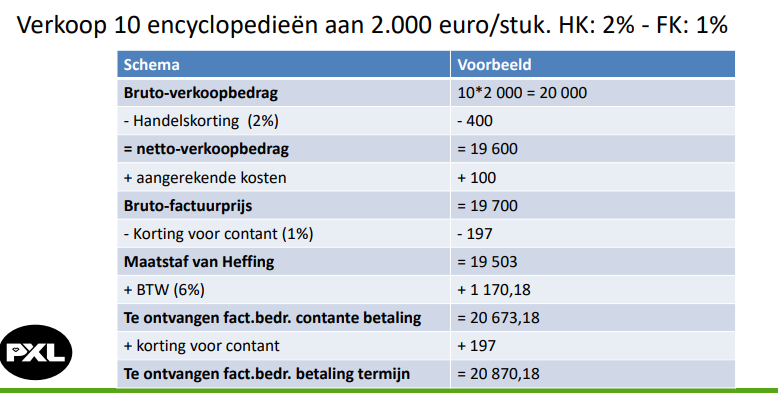 Verkoop 10 encyclopedieën aan 2.000 euro/stuk. HK: 2% - FK: 1%
Schema Voorbeeld
Bruto-verkoopbedrag 10*2 000 = 20 000
- Handelskorting (2%) - 400
= netto-verkoopbedrag = 19 600
+ aangerekende kosten + 100
Bruto-factuurprijs = 19 700
- Korting voor contant (1%) - 197
Maatstaf van Heffing = 19 503
+ BTW (6%) + 1 170,18
Te ontvangen fact.bedr. contante betaling = 20 673,18
+ korting voor contant + 197
Te ontvangen fact.bedr. betaling termijn = 20 870,18
PXL